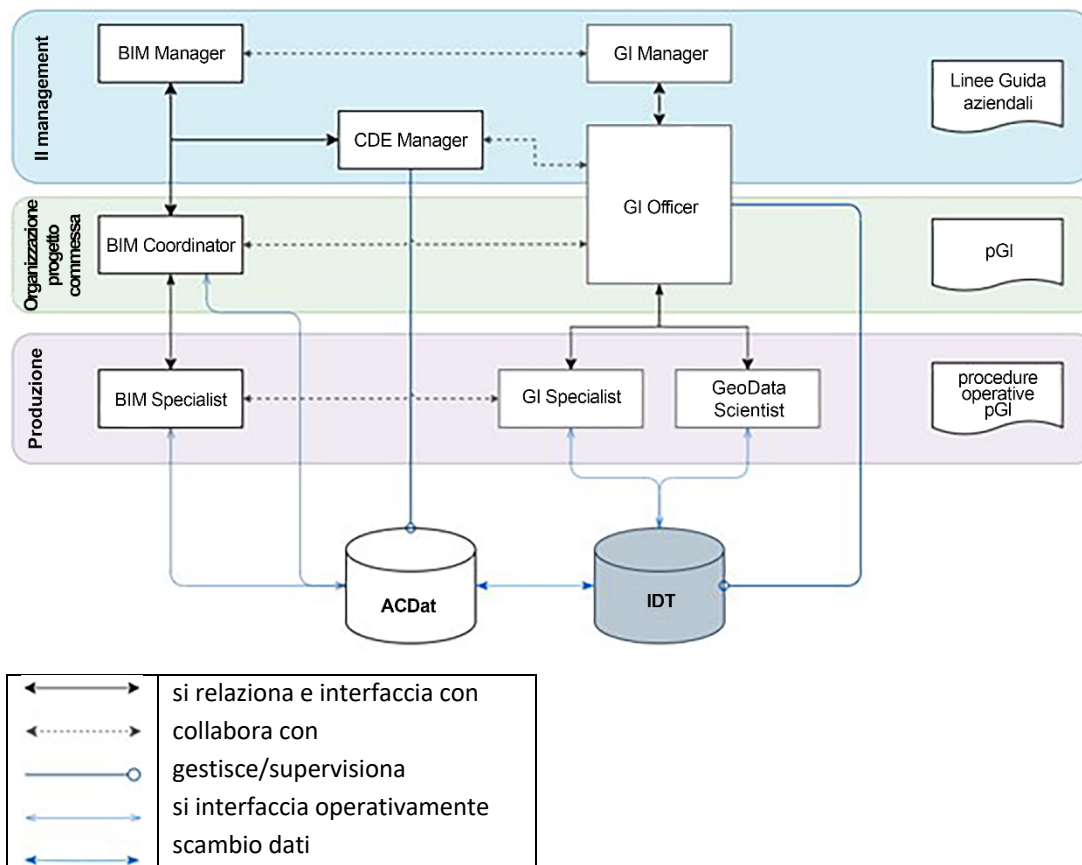 Il management
BIM Manager
GI Manager
Linee Guida
aziendali
CDE Manager
GI Officer
Organizzazione
progetto
commessa
BIM Coordinator
pGI
Produzione
BIM Specialist
GI Specialist
GeoData
Scientist
procedure
operative
pGI
ACDat
IDT
si relaziona e interfaccia con
collabora con
gestisce/supervisiona
si interfaccia operativamente
scambio dati